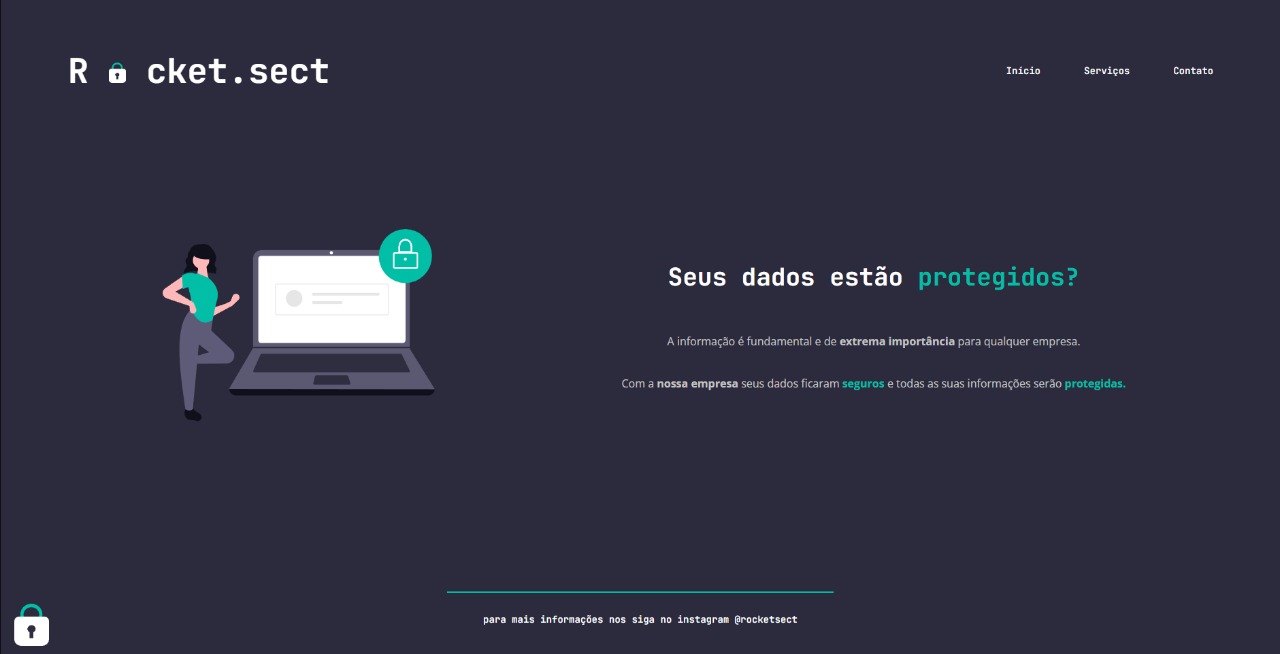 R cket.sect
Início
Serviços
Contato
Seus dados estão protegidos?
A informação é fundamental e de extrema importância para qualquer empresa.
Com a nossa empresa seus dados ficaram seguros e todas as suas informações serão protegidas.
para mais informações nos siga no instagram @rocketsect